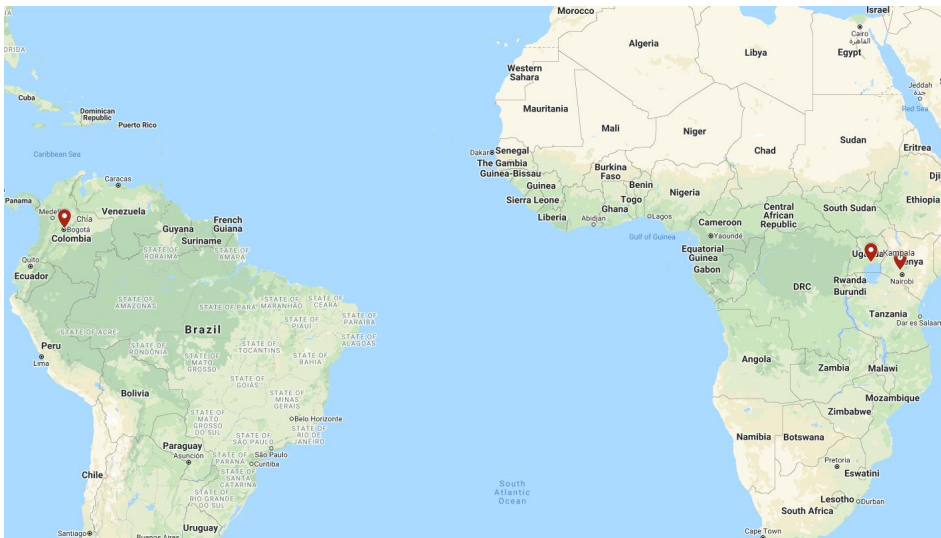 Morocco
Israel
Cairo
القاهرة
Algeria
Libya
Egypt
Western
Sahara
Jeddah
جدة
Cuba
Dominican
Republic
Puerto Rico
Mauritania
Red Sea
Mali
Niger
Chad
Sudan
Eritrea
Caribbean Sea
Dakar
Senegal
The Gambia
Guinea-Bissau
Burkina
Faso
Caracas
Guinea
Benin
Nigeria
Dji
Panama
Mede
Chía
Bogotá
Colombia
Venezuela
Guyana
Suriname
French
Guiana
Sierra Leone
Liberia
Abidjan
Togo
Ghana
Lagos
Cameroon
Yaoundé
Central
African
Republic
South Sudan
Ethiopia
Gulf of Guinea
Quito
Ecuador
STATE OF
RORAIMA
STATE OF
AMAPÁ
Equatorial
Guinea
Gabon
Kampala
Nairobi
DRC
Rwanda
Burundi
STATE OF
AMAZONAS
STATE OF PARÁ
STATE OF
MARANHÃO
STATE OF
CEARÁ
STATE OF
PIAUÍ
STATE OF
PARAÍBA
STATE OF
ALAGOAS
Tanzania
Dar es Salaam
Brazil
STATE OF ACRE
STATE OF
RONDÔNIA
STATE OF
TOCANTINS
STATE OF
BAHIA
Peru
Lima
STATE OF
MATO
GROSSO
STATE OF
GOIÁS
Angola
Zambia
Malawi
Bolivia
STATE OF
MINAS
GERAIS
Mozambique
Zimbabwe
STATE OF
MATO
GROSSO
DO SUL
Belo Horizonte
STATE OF
RIO DE
JANEIRO
STATE OF
SÃO PAULO
Namibia
Botswana
Paraguay
Asunción
STATE OF
PARANÁ
São Paulo
Curitiba
Pretoria
Eswatini
Chile
STATE OF
SANTA
CATARINA
STATE OF
RIO GRANDE
DO SUL
South
Atlantic
Ocean
Lesotho
Durban
South Africa
Uruguay
Santiago
Buenos Aires
Cape Town